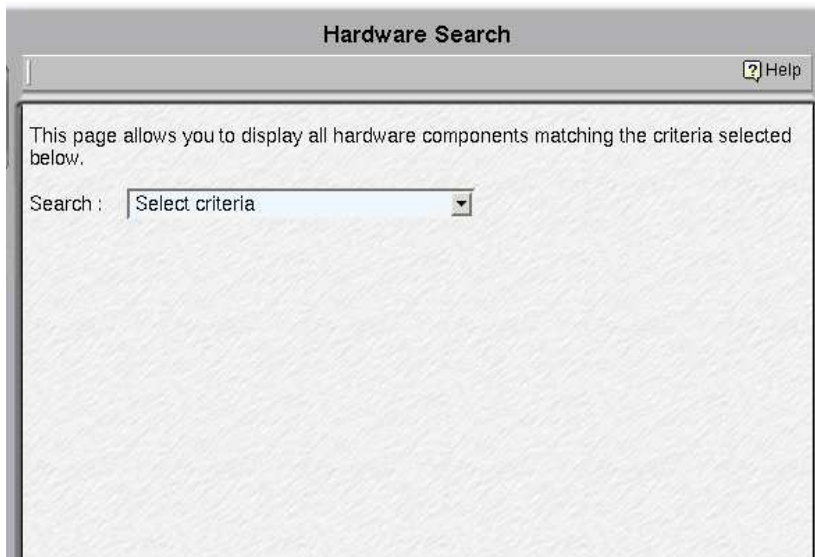 Hardware Search
Help
This page allows you to display all hardware components matching the criteria selected
below.
Search : Select criteria